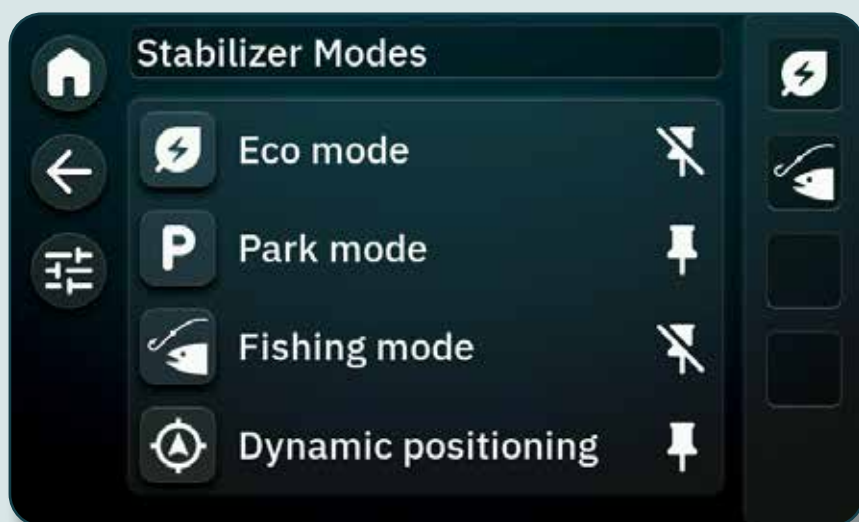 Stabilizer Modes
Eco mode
P
Park mode
Fishing mode
Dynamic positioning